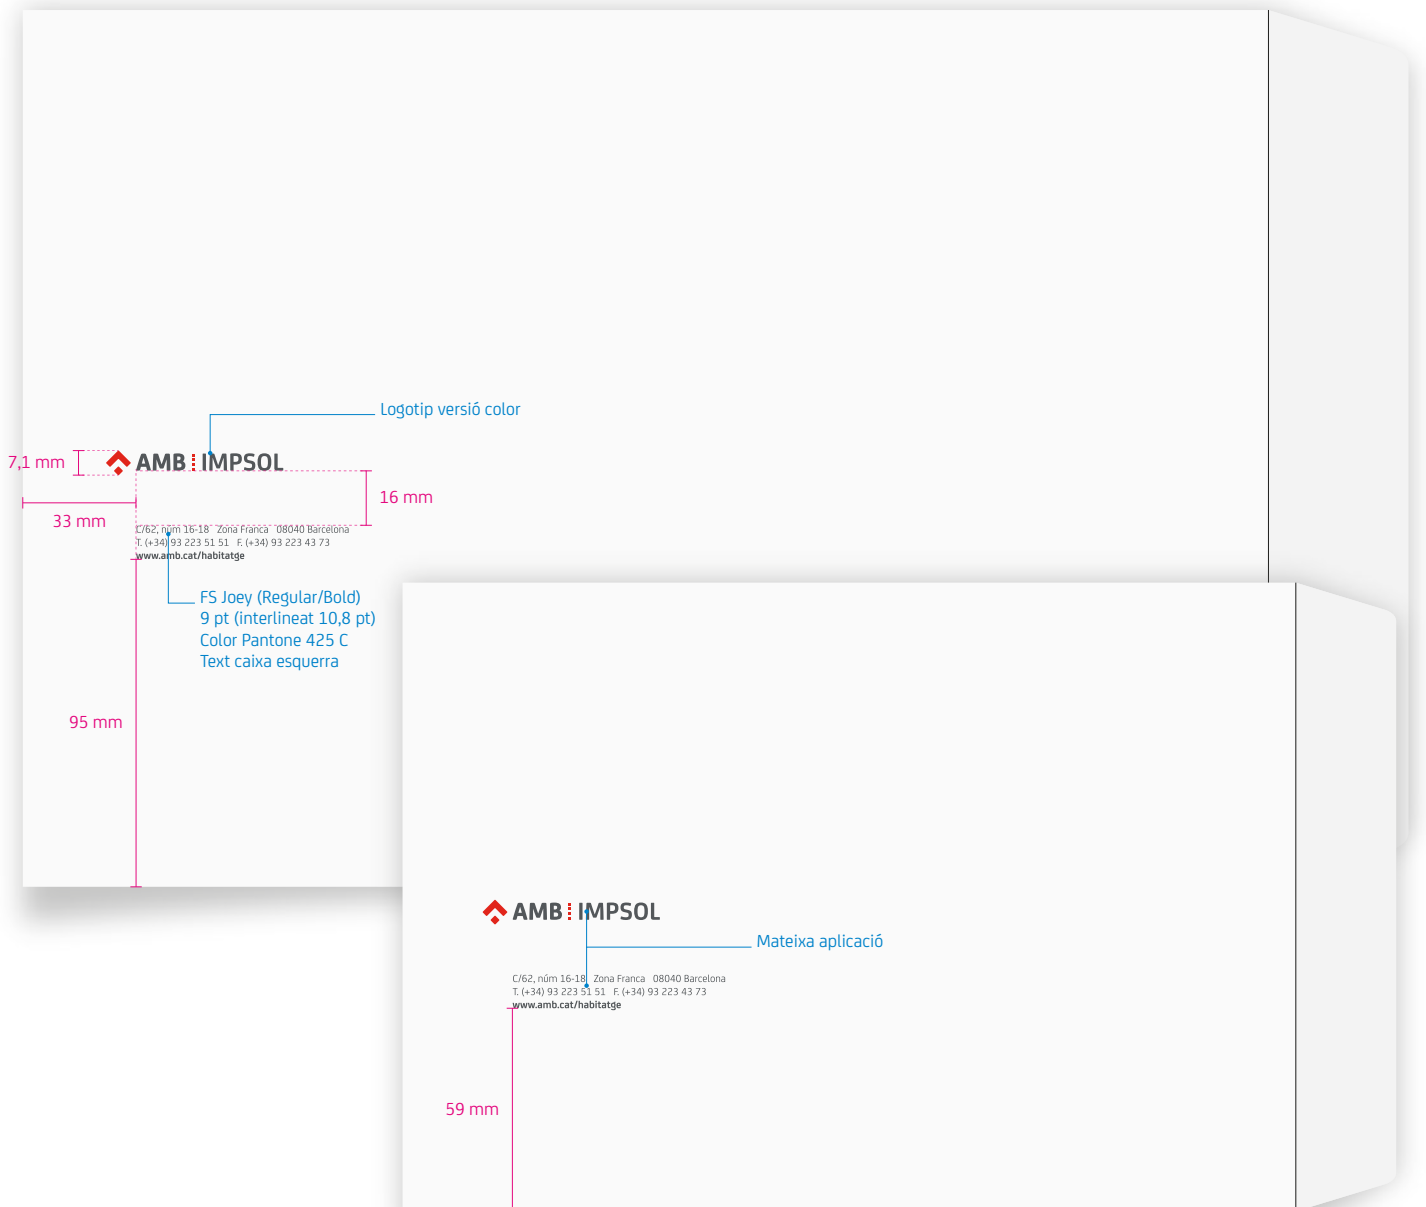 Logotip versió color
7,1 mm
AMB IMPSOL
16 mm
33 mm
C/62, núm 16-18 Zona Franca 08040 Barcelona
T. (+34) 93 223 51 51 F. (+34) 93 223 43 73
www.amb.cat/habitatge
FS Joey (Regular/Bold)
9 pt (interlineat 10,8 pt)
Color Pantone 425 C
Text caixa esquerra
95 mm
AMB IMPSOL
Mateixa aplicació
C/62, núm 16-18 Zona Franca 08040 Barcelona
T. (+34) 93 223 51 51 F. (+34) 93 223 43 73
www.amb.cat/habitatge
59 mm